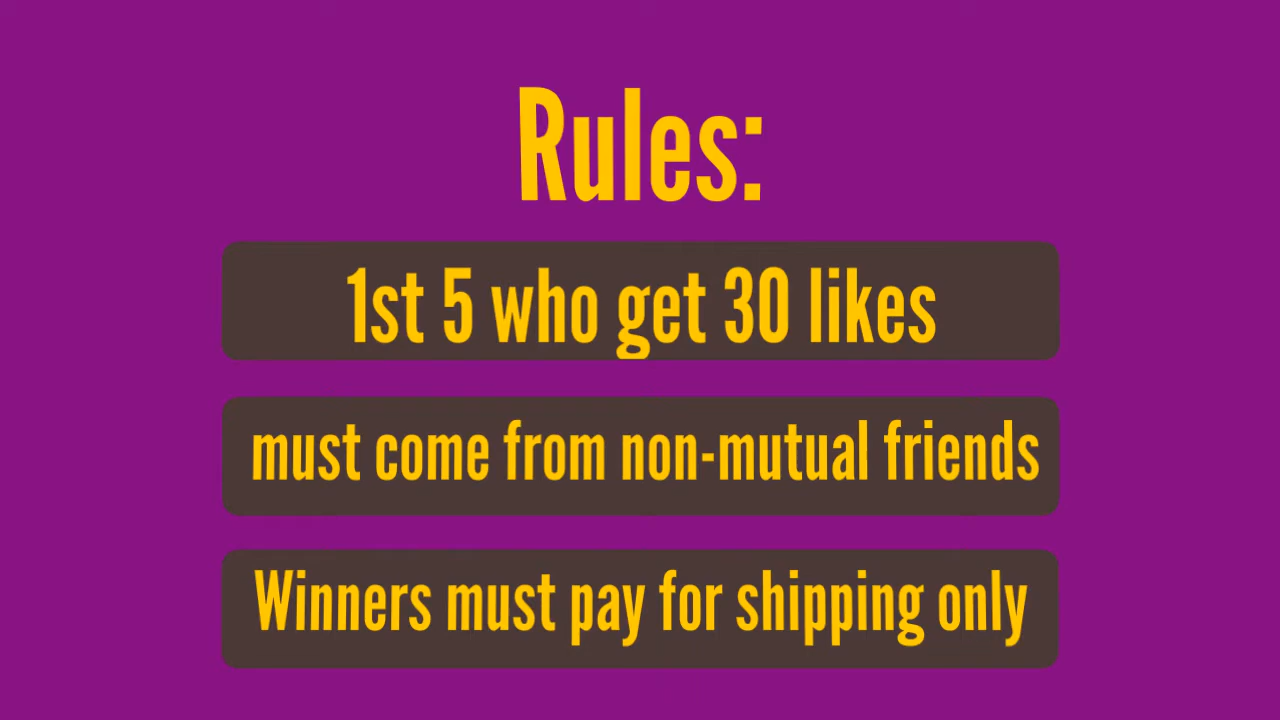 Rules:
1st 5 who get 30 likes
must come from non-mutual friends
Winners must pay for shipping only